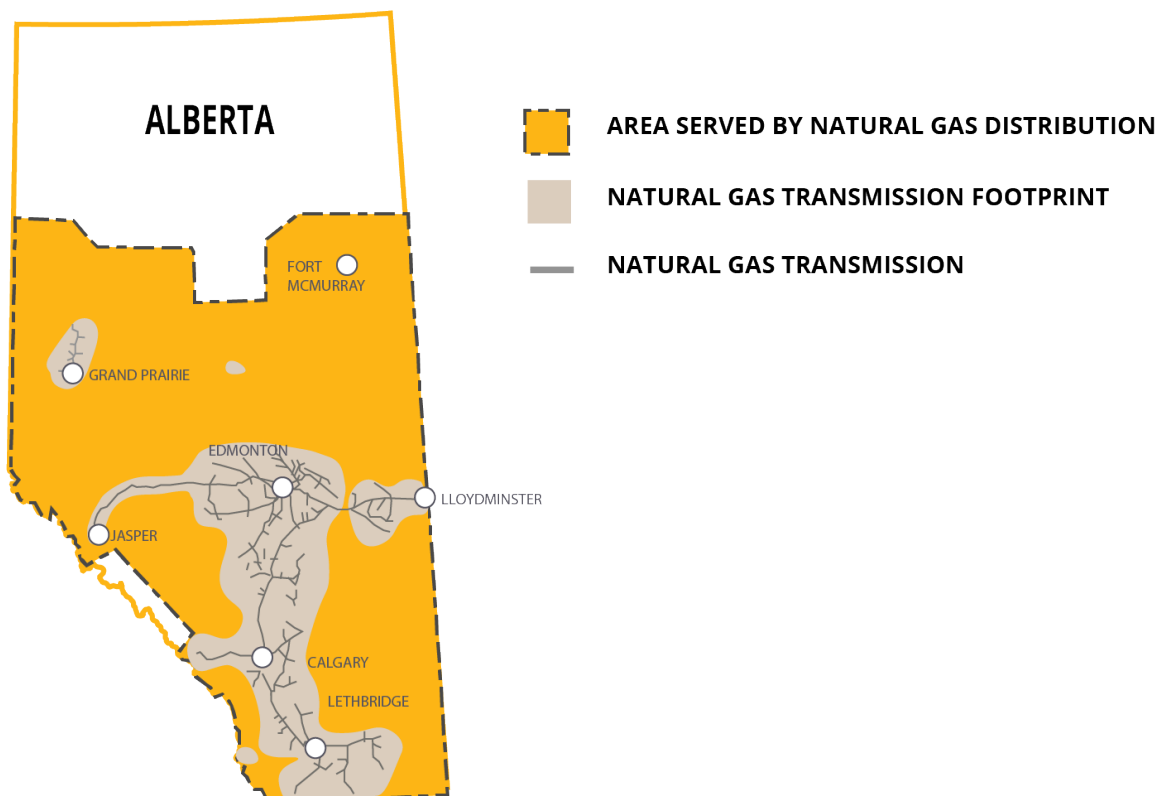 ALBERTA
AREA SERVED BY NATURAL GAS DISTRIBUTION
NATURAL GAS TRANSMISSION FOOTPRINT
NATURAL GAS TRANSMISSION
FORT
MCMURRAY
GRAND PRAIRIE
EDMONTON
LLOYDMINSTER
JASPER
CALGARY
LETHBRIDGE